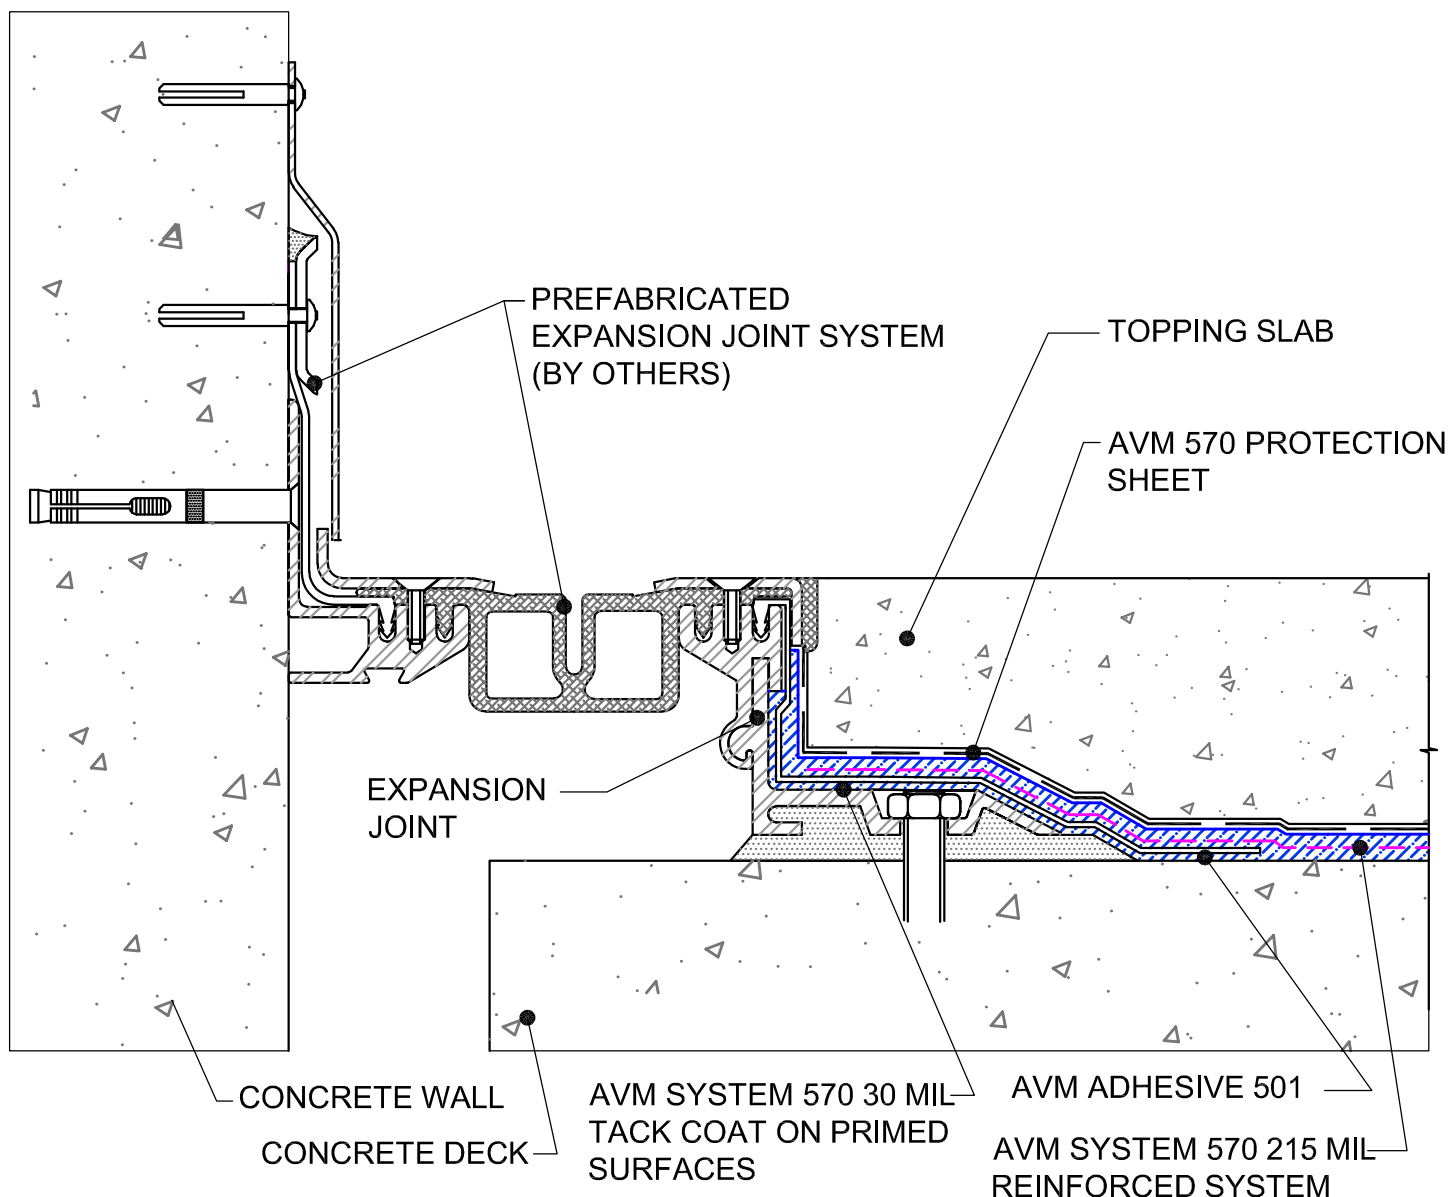 PREFABRICATED
EXPANSION JOINT SYSTEM
(BY OTHERS)
TOPPING SLAB
AVM 570 PROTECTION
SHEET
EXPANSION
JOINT
CONCRETE WALL
CONCRETE DECK
AVM SYSTEM 570 30 MIL
TACK COAT ON PRIMED
SURFACES
AVM ADHESIVE 501
AVM SYSTEM 570 215 MIL
REINFORCED SYSTEM